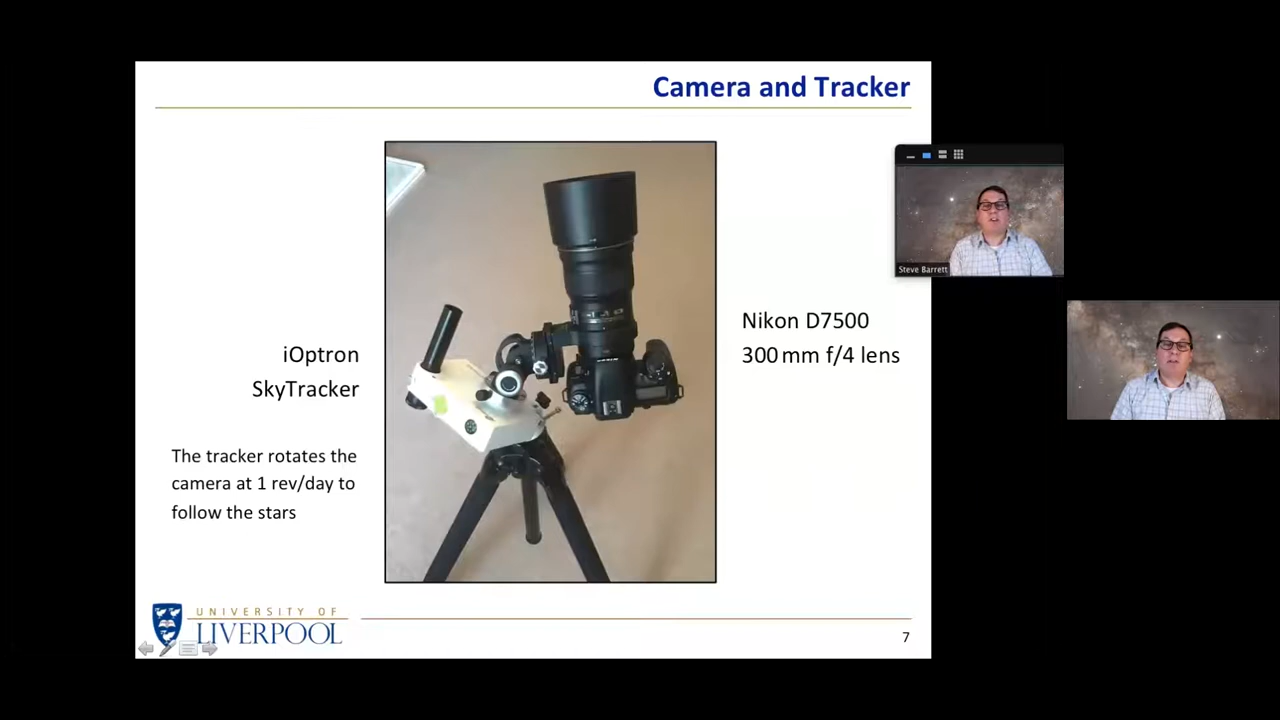 Camera and Tracker
iOptron
SkyTracker
The tracker rotates the
camera at 1 rev/day to
follow the stars
Nikon D7500
300 mm f/4 lens
Steve Barrett
UNIVERSITY OF
LIVERPOOL
7